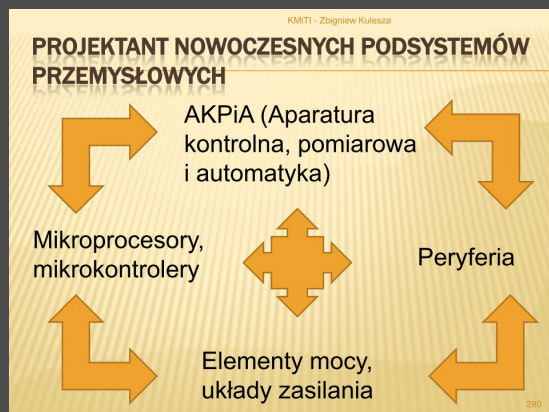 KMiTI - Zbigniew Kulesza
PROJEKTANT NOWOCZESNYCH PODSYSTEMÓW
PRZEMYSŁOWYCH
AKPiA (Aparatura
kontrolna, pomiarowa
i automatyka)
Mikroprocesory,
mikrokontrolery
Peryferia
Elementy mocy,
układy zasilania
280